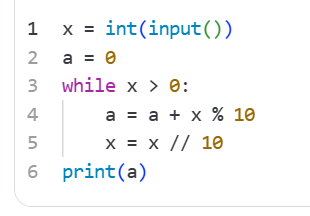 1 x = int(input())
2 a = 0
3 while x > 0:
4     a = a + x % 10
5     x = x // 10
6 print(a)